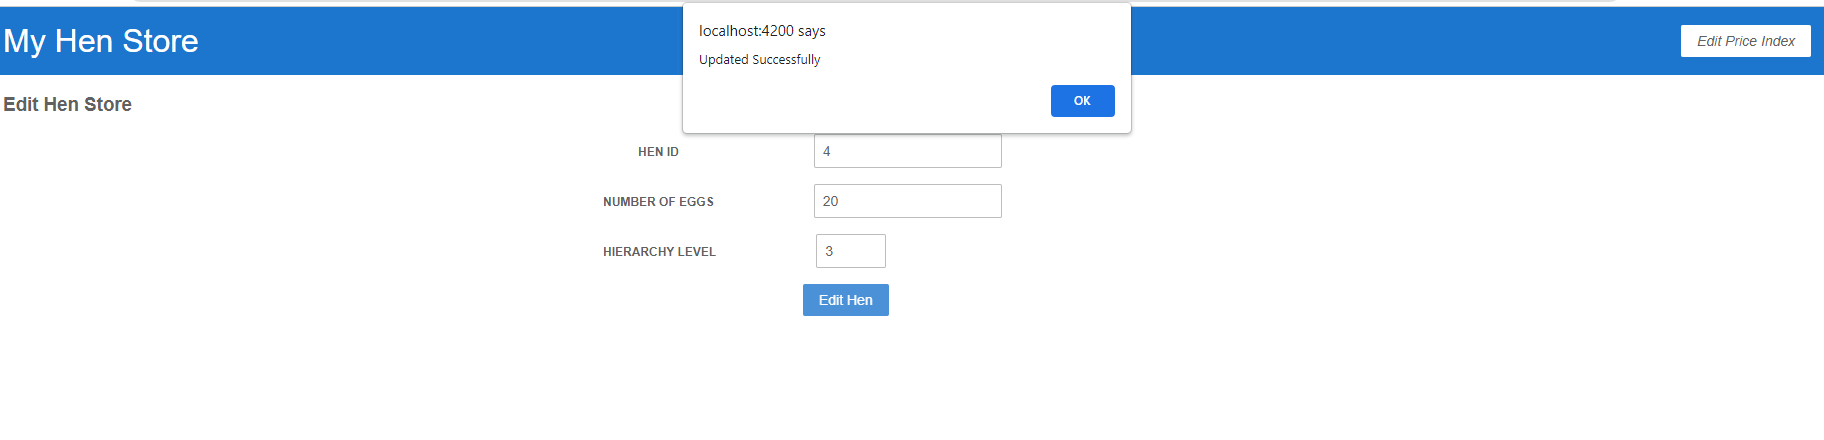 localhost:4200 says
Updated Successfully
OK
My Hen Store
Edit Price Index
Edit Hen Store
HEN ID
4
NUMBER OF EGGS
20
HIERARCHY LEVEL
3
Edit Hen